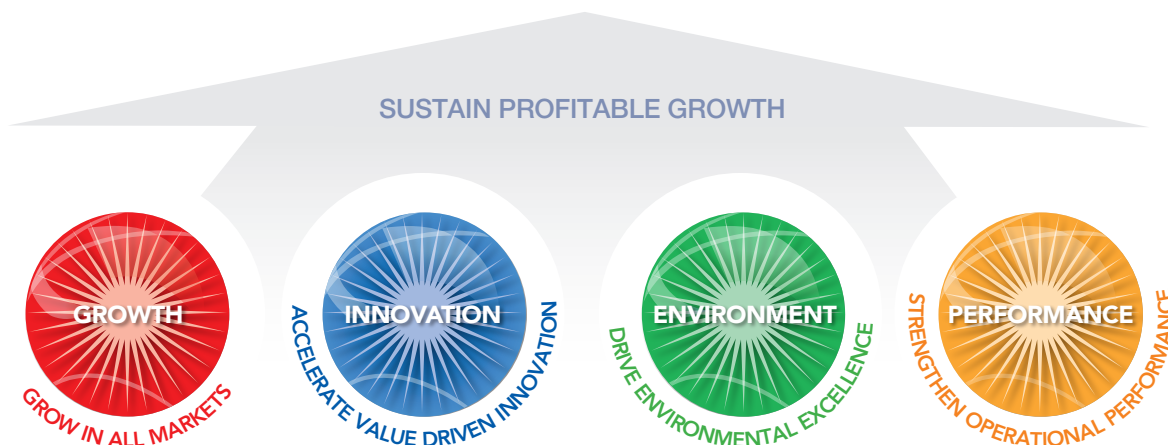 SUSTAIN PROFITABLE GROWTH
GROWTH
GROW IN ALL MARKETS
INNOVATION
ACCELERATE VALUE DRIVEN INNOVATION
ENVIRONMENT
DRIVE ENVIRONMENTAL EXCELLENCE
PERFORMANCE
STRENGTHEN OPERATIONAL PERFORMANCE